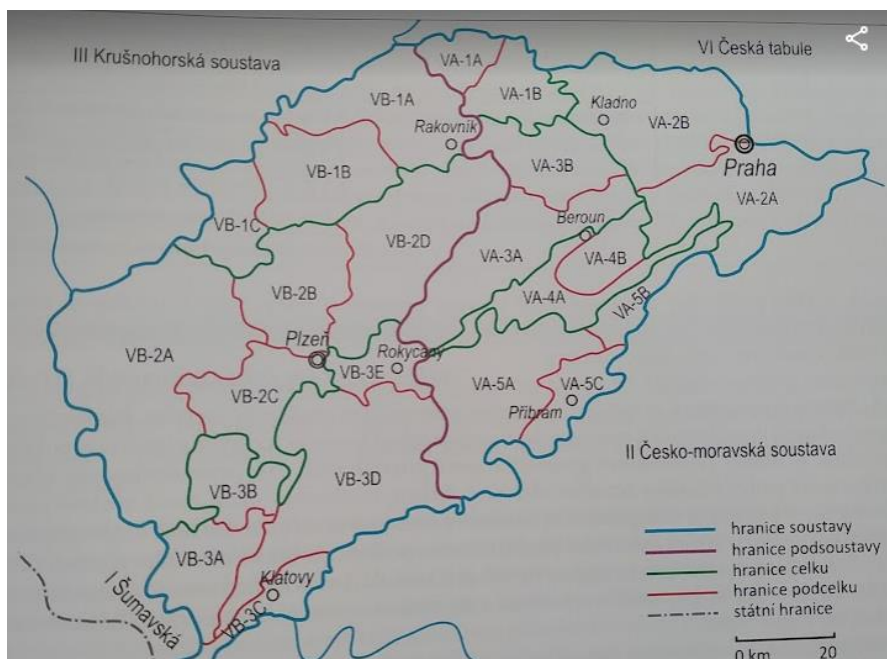 III Krušnohorská soustava
VI Česká tabule
VA-1A
VA-1B
VB-1A
Kladno
VA-2B
Rakovník
Praha
VA-3B
VB-1B
VA-2A
VB-1C
Beroun
VB-2D
VA-3A
VA-4B
VB-2B
VA-4A
VA-5B
Plzeň
VB-2A
Rokycany
VB-3E
VA-5A
VA-5C
VB-2C
Příbram
II Česko-moravská soustava
VB-3D
VB-3B
VB-3A
I Šumavská
Klatovy
VB-3C
hranice soustavy
hranice podsoustavy
hranice celku
hranice podcelku
státní hranice
0 km 20